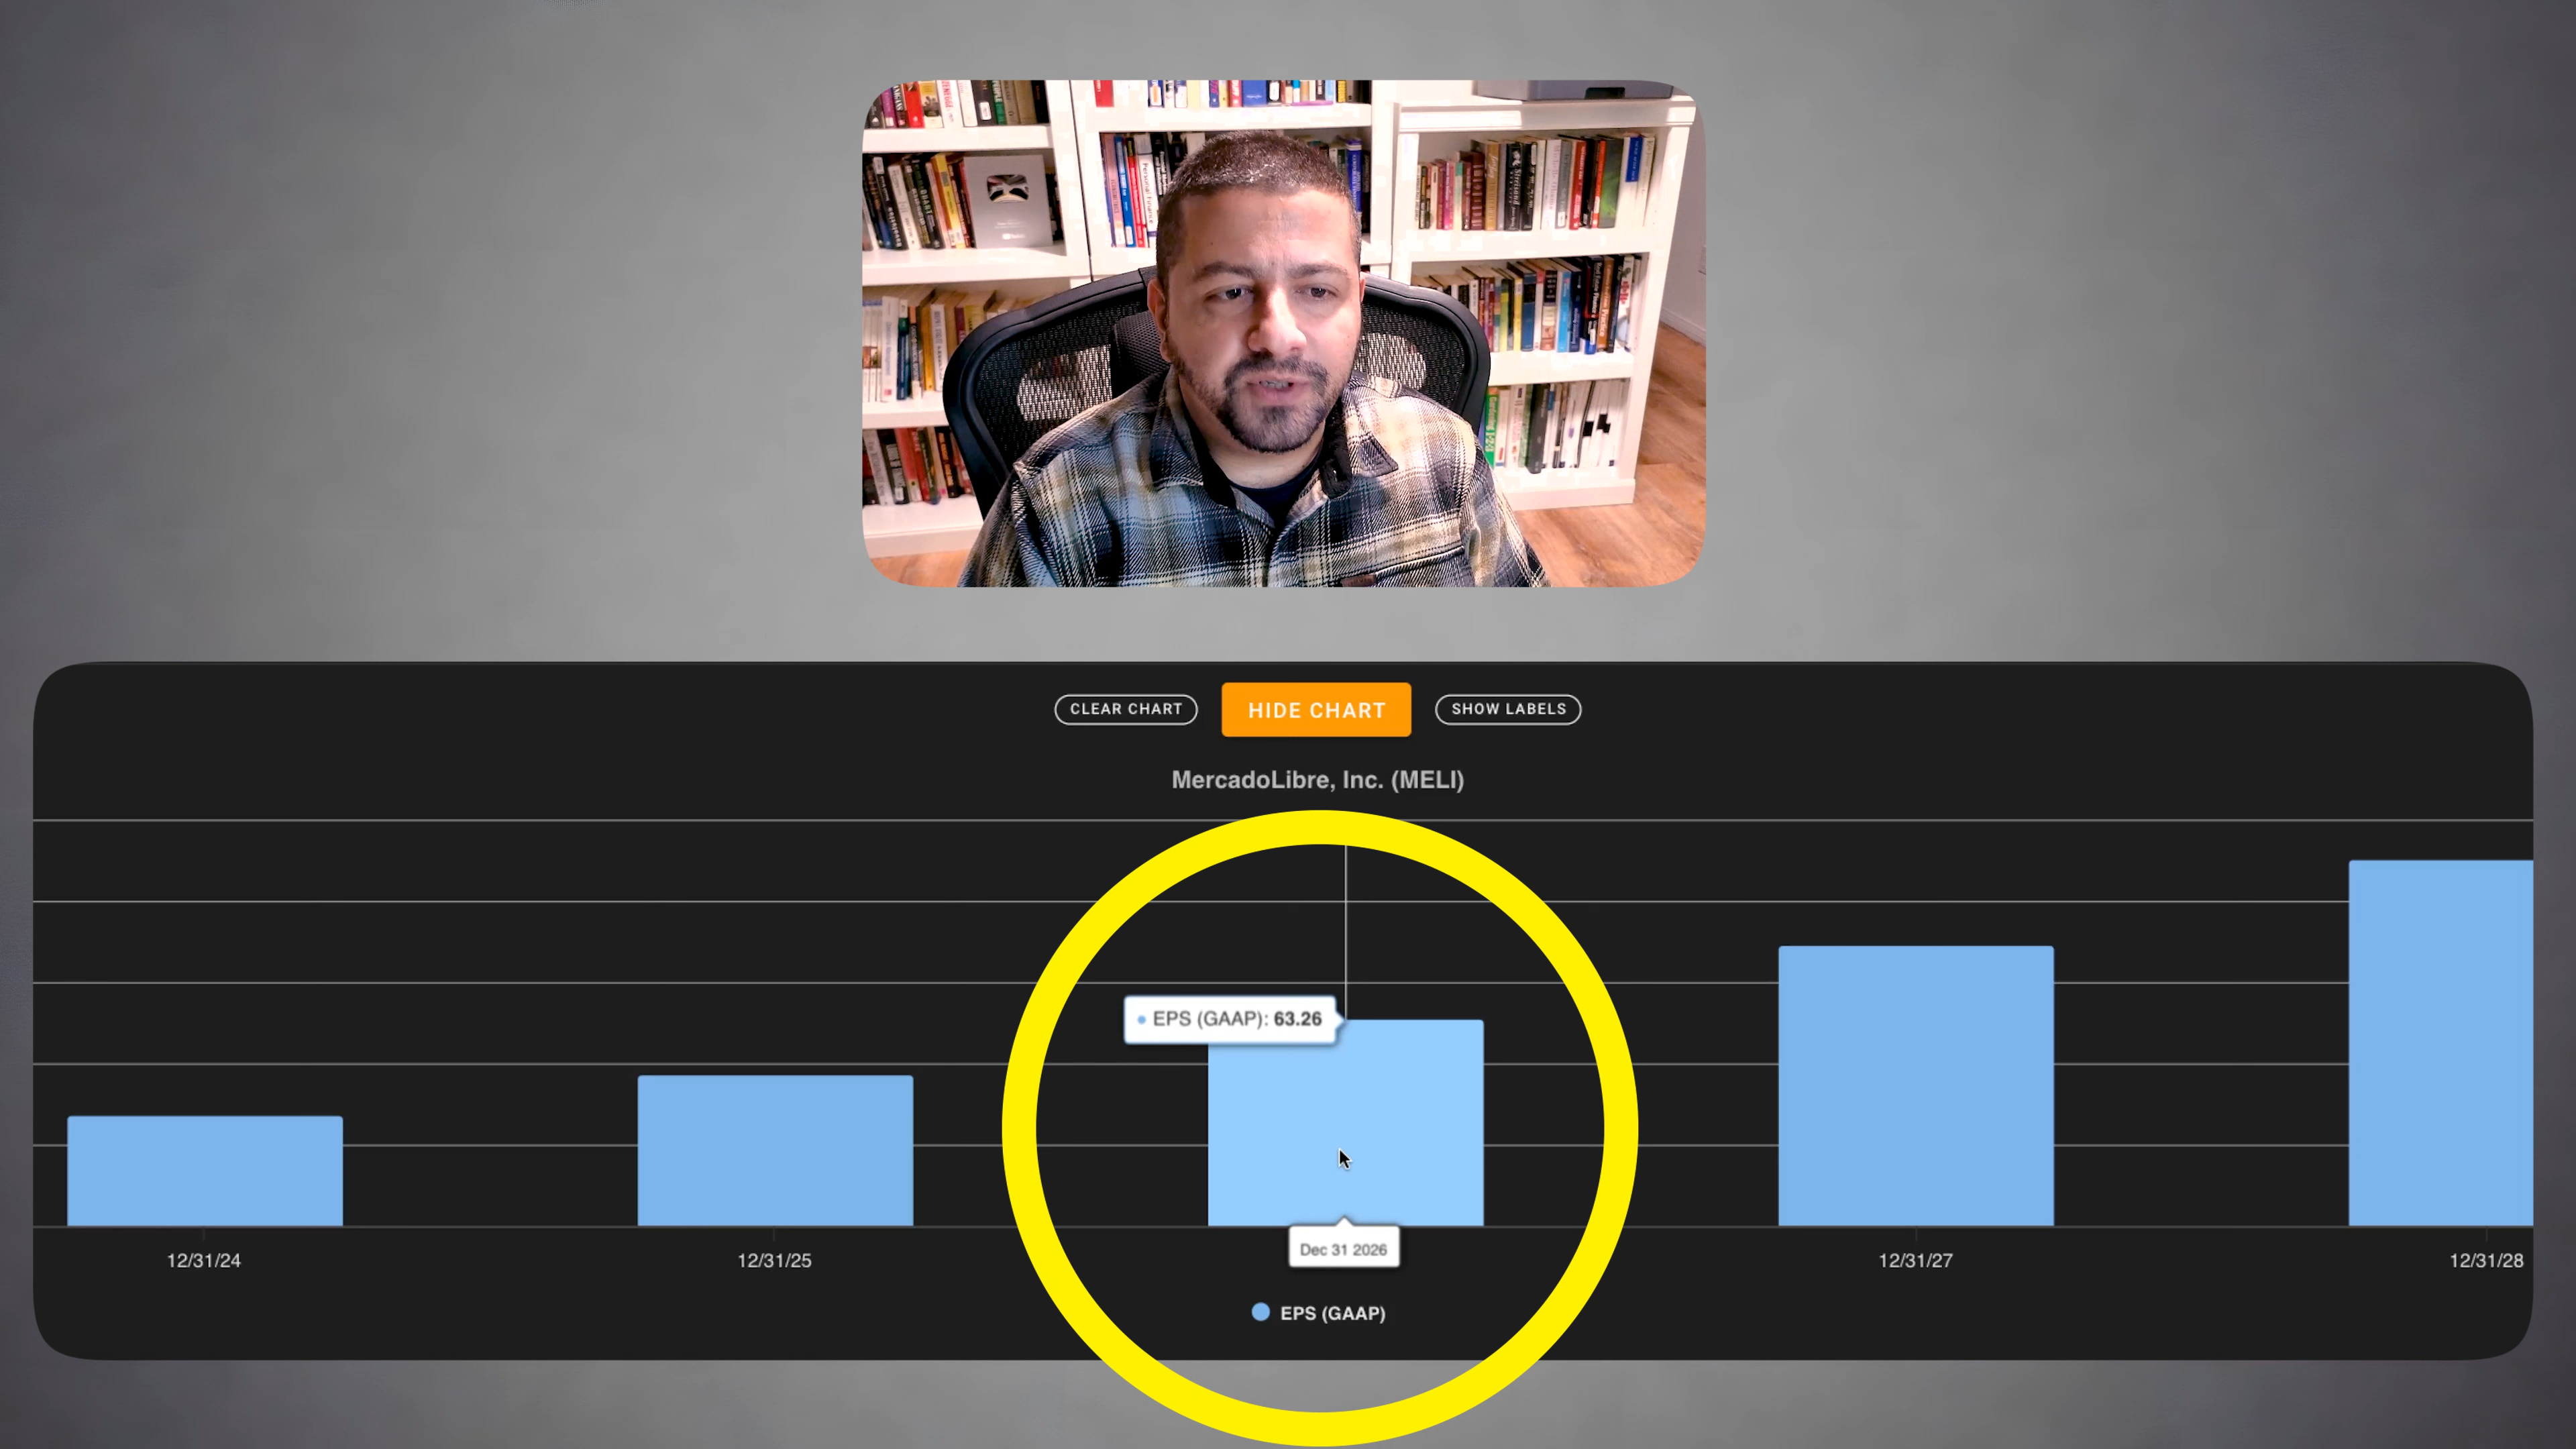 CLEAR CHART
HIDE CHART
SHOW LABELS
MercadoLibre, Inc. (MELI)
EPS (GAAP): 63.26
Dec 31 2026
12/31/24
12/31/25
12/31/27
12/31/28
EPS (GAAP)